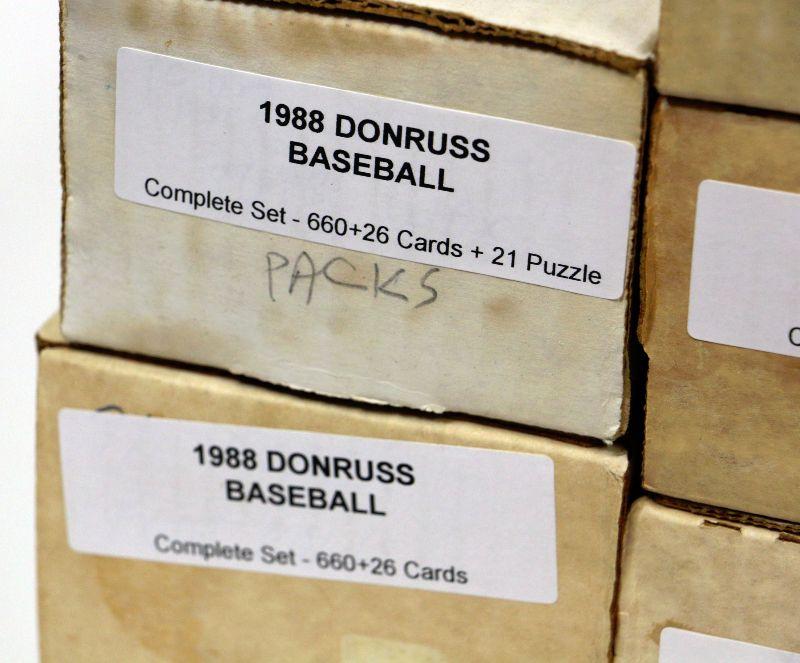 1988 DONRUSS
BASEBALL
Complete Set - 660+26 Cards + 21 Puzzle
PACKS
1988 DONRUSS
BASEBALL
Complete Set - 660+26 Cards